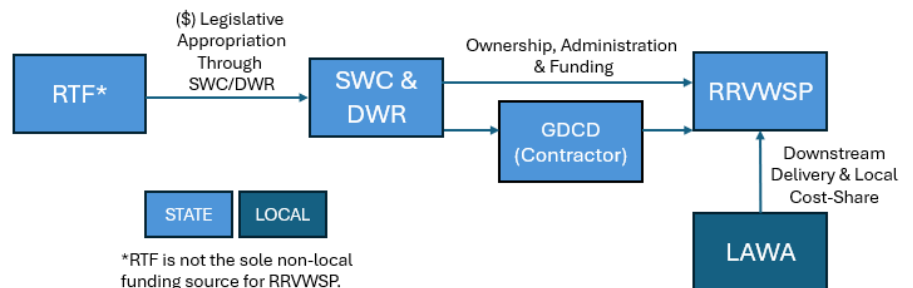 ($) Legislative
Appropriation
Through
SWC/DWR
RTF*
SWC &
DWR
Ownership, Administration
& Funding
RRVWSP
GDCD
(Contractor)
Downstream
Delivery & Local
Cost-Share
STATE
LOCAL
LAWA
*RTF is not the sole non-local
funding source for RRVWSP.